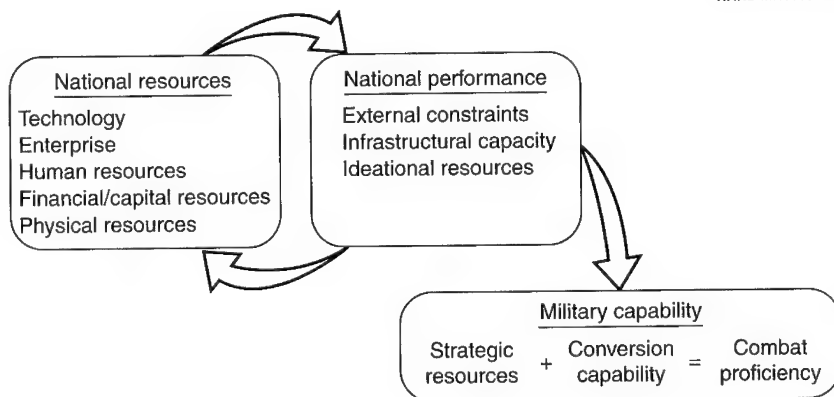 National resources
Technology
Enterprise
Human resources
Financial/capital resources
Physical resources
National performance
External constraints
Infrastructural capacity
Ideational resources
Military capability
Strategic resources + Conversion capability = Combat proficiency